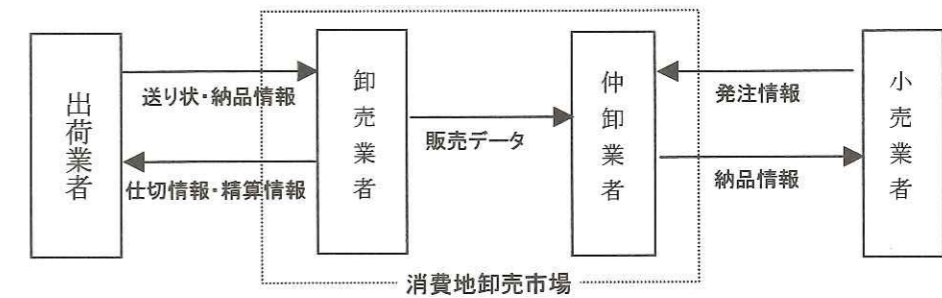 出荷業者
送り状・納品情報
仕切情報・精算情報
卸売業者
販売データ
仲卸業者
発注情報
納品情報
小売業者
消費地卸売市場